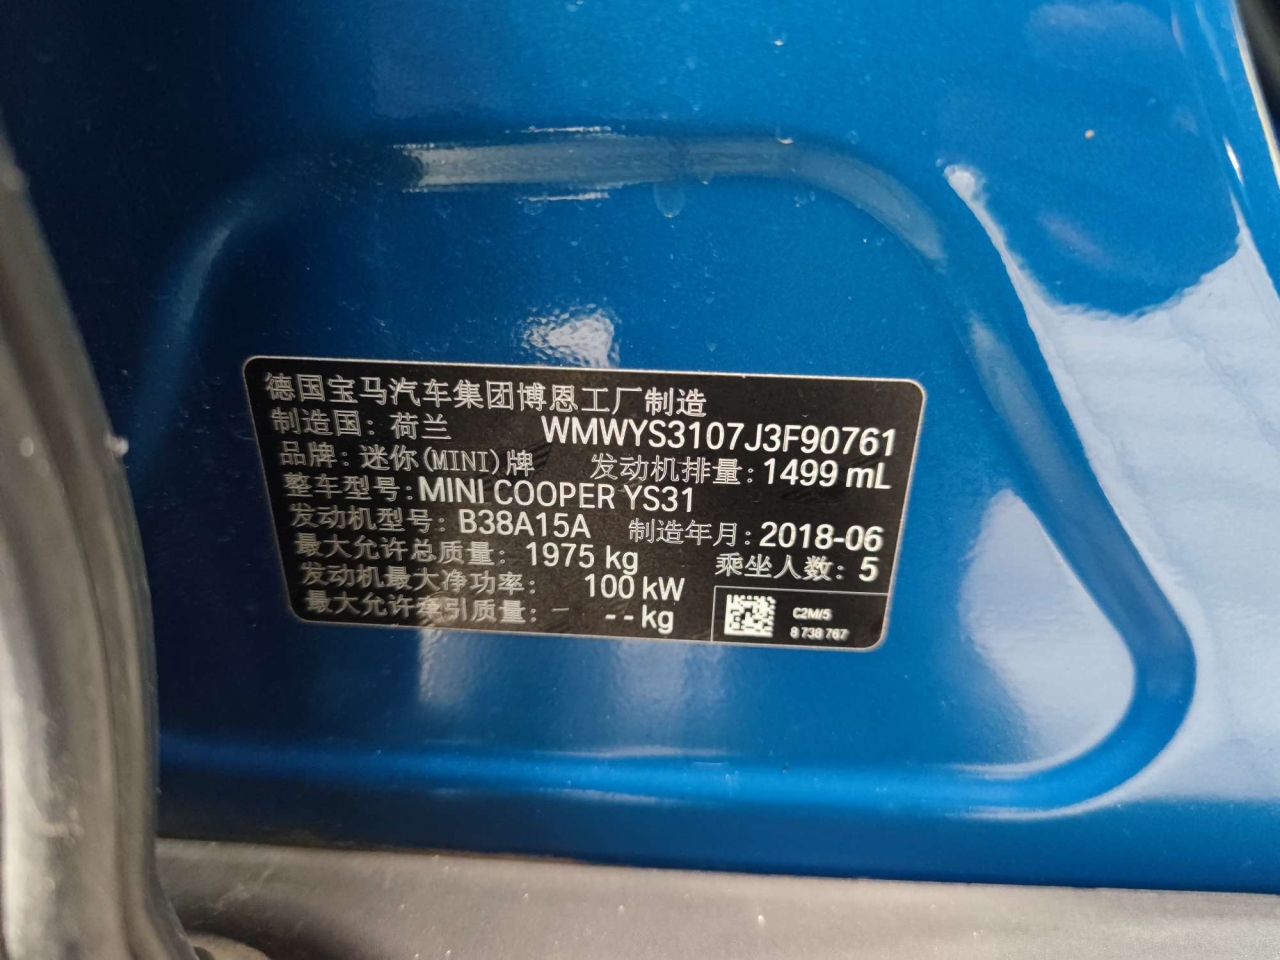 德国宝马汽车集团博恩工厂制造
制造国: 荷兰 WMWYS3107J3F90761
品牌: 迷你(MINI)牌 发动机排量: 1499 mL
整车型号: MINI COOPER YS31
发动机型号: B38A15A 制造年月: 2018-06
最大允许总质量: 1975 kg 乘坐人数: 5
发动机最大净功率: 100 kW
最大允许牵引质量: -- kg
C2M/5
8 738 767